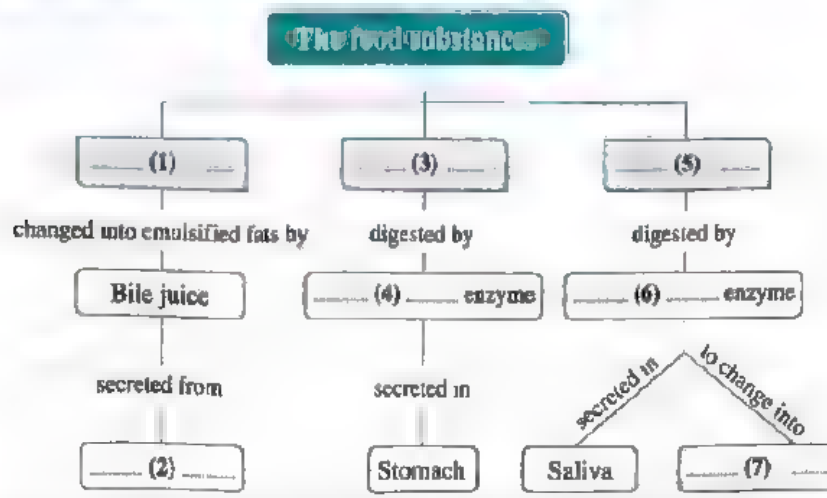 The food substances
(1)
(3)
(5)
changed into emulsified fats by
digested by
digested by
Bile juice
(4) enzyme
(6) enzyme
secreted from
secreted in
secreted in
to change into
(2)
Stomach
Saliva
(7)